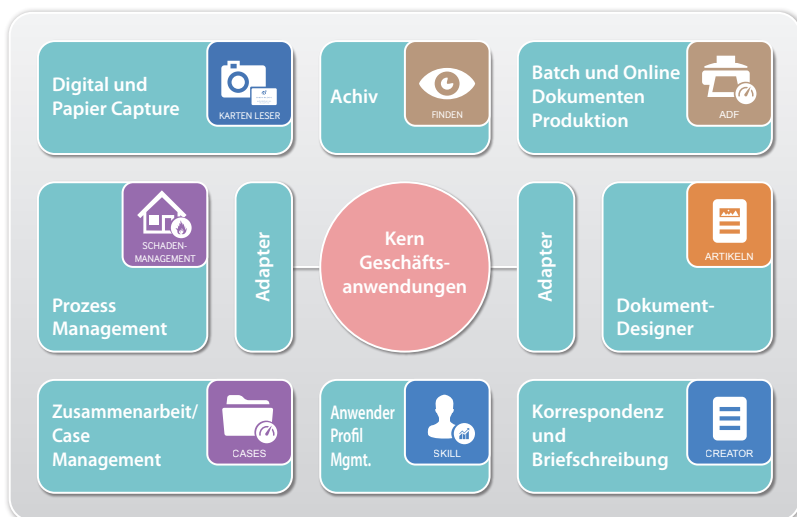 Digital und
Papier Capture
KARTEN LESER
Achiv
FINDEN
Batch und Online
Dokumenten
Produktion
ADF
SCHADEN-
MANAGEMENT
Prozess
Management
Adapter
Kern
Geschäfts-
anwendungen
Adapter
ARTIKELN
Dokument-
Designer
Zusammenarbeit/
Case
Management
CASES
Anwender
Profil
Mgmt.
SKILL
Korrespondenz
und
Briefschreibung
CREATOR